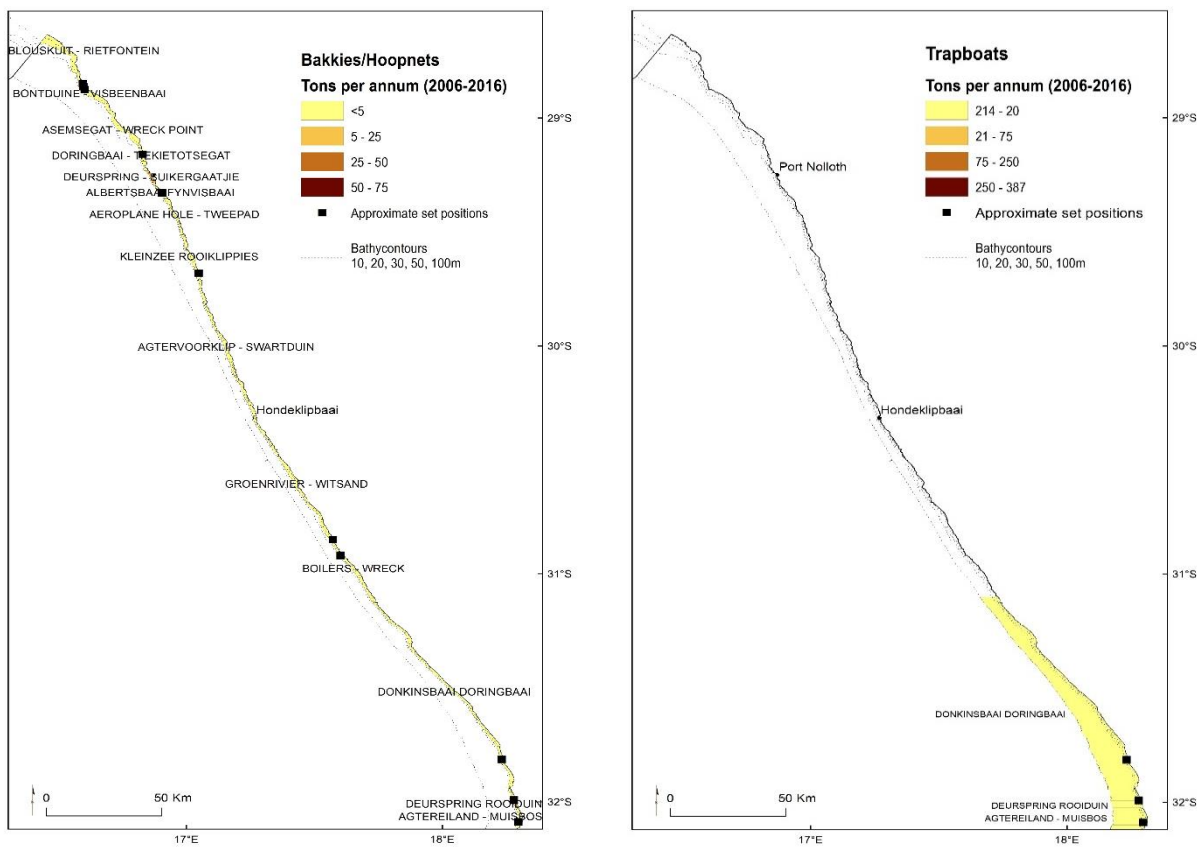 BLOUSKUIT - RIETFONTEIN
BONTDUINE - VISBEENBAAI
ASEMSEGAT - WRECK POINT
DORINGBAAI - TIEKIETOTSEGAT
DEURSPRING - SUIKERGAATJIE
ALBERTSBAAI FYNVISBAAI
AEROPLANE HOLE - TWEEPAD
KLEINZEE ROOIKLIPPIES
AGTERVOORKLIP - SWARTDUIN
Hondeklipbaai
GROENRIVIER - WITSAND
BOILERS - WRECK
DONKINSBAAI DORINGBAAI
DEURSPRING ROOIDUIN
AGTEREILAND - MUISBOS
Bakkies/Hoopnets
Tons per annum (2006-2016)
<5
5 - 25
25 - 50
50 - 75
Approximate set positions
Bathycontours
10, 20, 30, 50, 100m
29°S
30°S
31°S
32°S
0 50 Km
17°E 18°E
Trapboats
Tons per annum (2006-2016)
214 - 20
21 - 75
75 - 250
250 - 387
Approximate set positions
Bathycontours
10, 20, 30, 50, 100m
Port Nolloth
Hondeklipbaai
DONKINSBAAI DORINGBAAI
DEURSPRING ROOIDUIN
AGTEREILAND - MUISBOS
29°S
30°S
31°S
32°S
0 50 Km
17°E 18°E